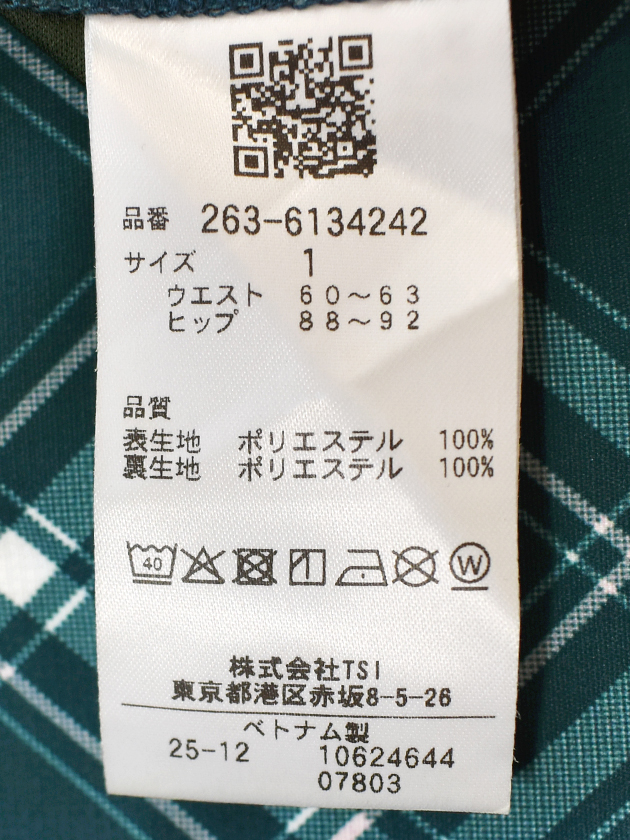 品番 263-6134242
サイズ 1
ウエスト 60～63
ヒップ 88～92
品質
表生地 ポリエステル 100%
裏生地 ポリエステル 100%
40
W
株式会社TSI
東京都港区赤坂8-5-26
ベトナム製
25-12 10624644
07803